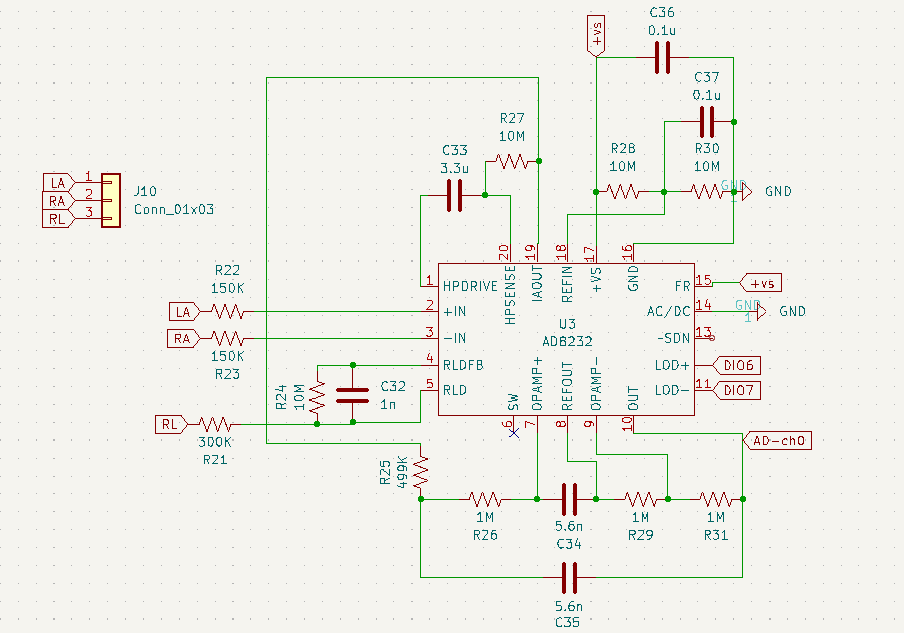 C36
0.1u
+vs
C37
0.1u
R27
10M
C33
3.3u
R28
10M
R30
10M
GND
1
GND
LA
1
RA
2
RL
3
J10
Conn_01x03
20
19
18
17
16
HPSENSE
IAOUT
REFIN
+VS
GND
R22
150K
LA
RA
150K
R23
1
HPDRIVE
2
+IN
3
-IN
4
RLDFB
5
RLD
U3
AD8232
FR
15
+vs
AC/DC
14
GND
1
GND
-SDN
13
LOD+
DIO6
LOD-
11
DIO7
R24
10M
C32
1n
RL
300K
R21
SW
OPAMP+
REFOUT
OPAMP-
OUT
6
7
8
9
10
AD-ch0
R25
499K
1M
R26
5.6n
C34
1M
R29
1M
R31
5.6n
C35